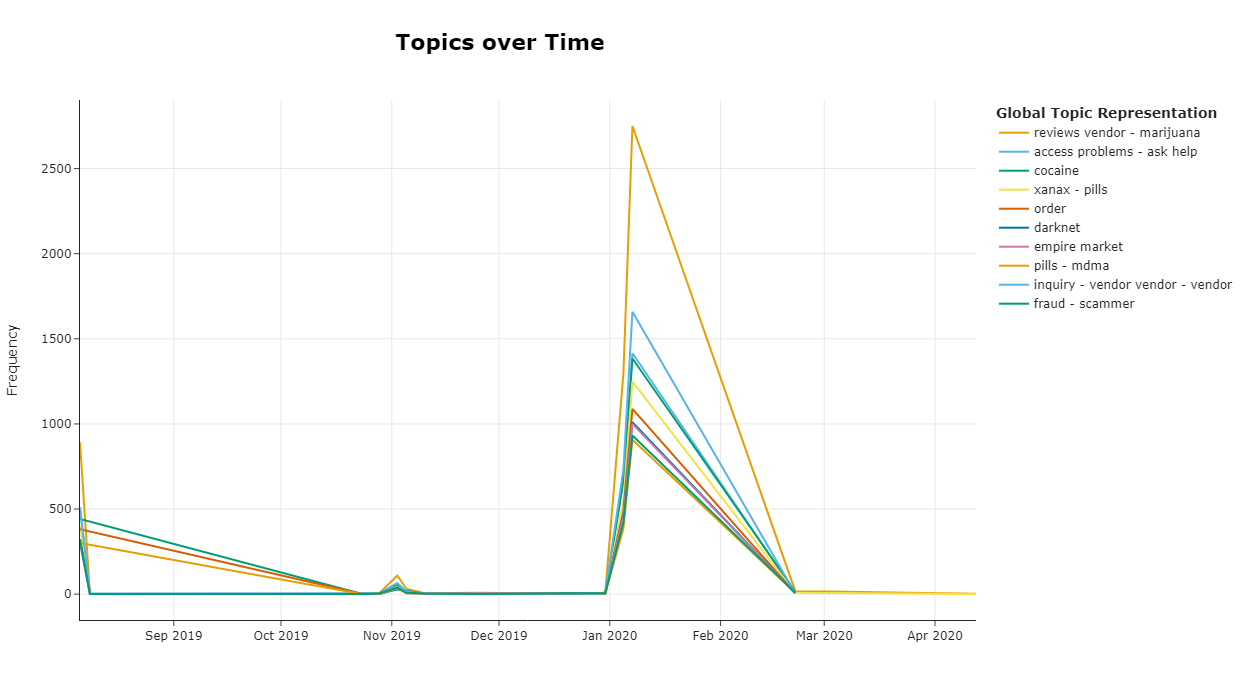 Topics over Time
Global Topic Representation
reviews vendor - marijuana
access problems - ask help
cocaine
xanax - pills
order
darknet
empire market
pills - mdma
inquiry - vendor vendor - vendor
fraud - scammer
Frequency
2500
2000
1500
1000
500
0
Sep 2019
Oct 2019
Nov 2019
Dec 2019
Jan 2020
Feb 2020
Mar 2020
Apr 2020